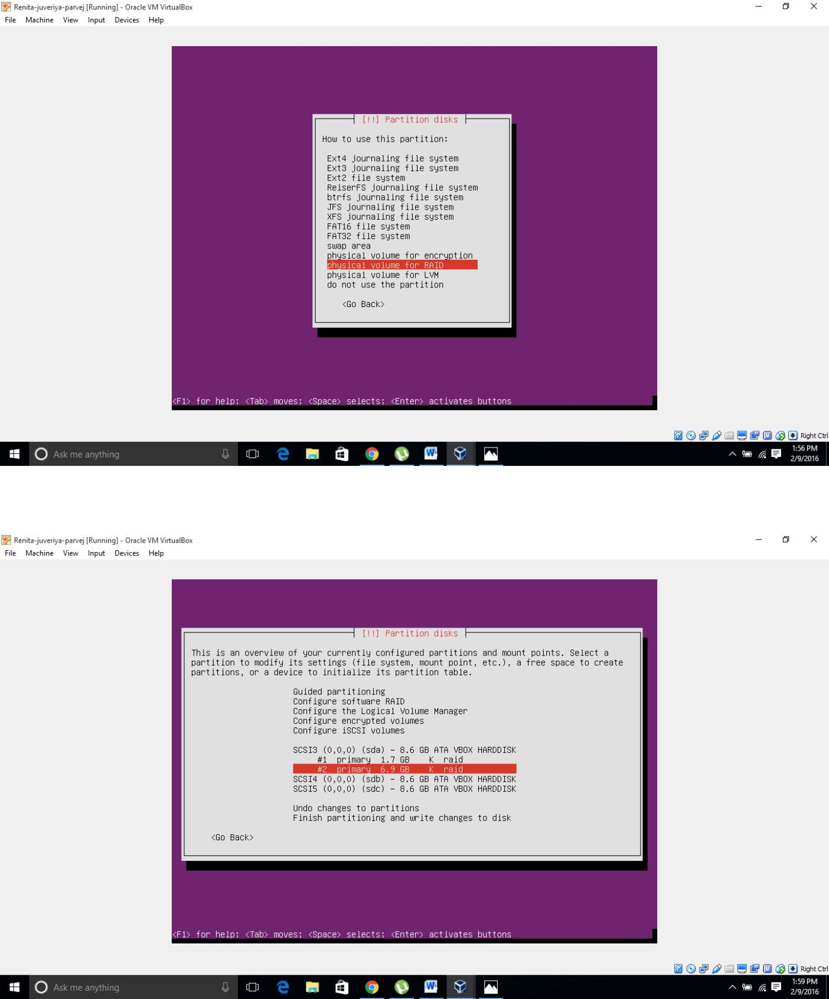 Renita-juveriya-parvej [Running] - Oracle VM VirtualBox
File Machine View Input Devices Help
[!!] Partition disks
How to use this partition:
Ext4 journaling file system
Ext3 journaling file system
Ext2 file system
ReiserFS journaling file system
btrfs journaling file system
JFS journaling file system
XFS journaling file system
FAT16 file system
FAT32 file system
swap area
physical volume for encryption
physical volume for RAID
physical volume for LVM
do not use the partition
<Go Back>
<F1> for help; <Tab> moves; <Space> selects; <Enter> activates buttons
Right Ctrl
Ask me anything
1:56 PM
2/9/2016
Renita-juveriya-parvej [Running] - Oracle VM VirtualBox
File Machine View Input Devices Help
[!!] Partition disks
This is an overview of your currently configured partitions and mount points. Select a
partition to modify its settings (file system, mount point, etc.), a free space to create
partitions, or a device to initialize its partition table.
Guided partitioning
Configure software RAID
Configure the Logical Volume Manager
Configure encrypted volumes
Configure iSCSI volumes
SCSI3 (0,0,0) (sda) - 8.6 GB ATA VBOX HARDDISK
#1 primary 1.7 GB K raid
#2 primary 6.9 GB K raid
SCSI4 (0,0,0) (sdb) - 8.6 GB ATA VBOX HARDDISK
SCSI5 (0,0,0) (sdc) - 8.6 GB ATA VBOX HARDDISK
Undo changes to partitions
Finish partitioning and write changes to disk
<Go Back>
<F1> for help; <Tab> moves; <Space> selects; <Enter> activates buttons
Right Ctrl
Ask me anything
1:59 PM
2/9/2016